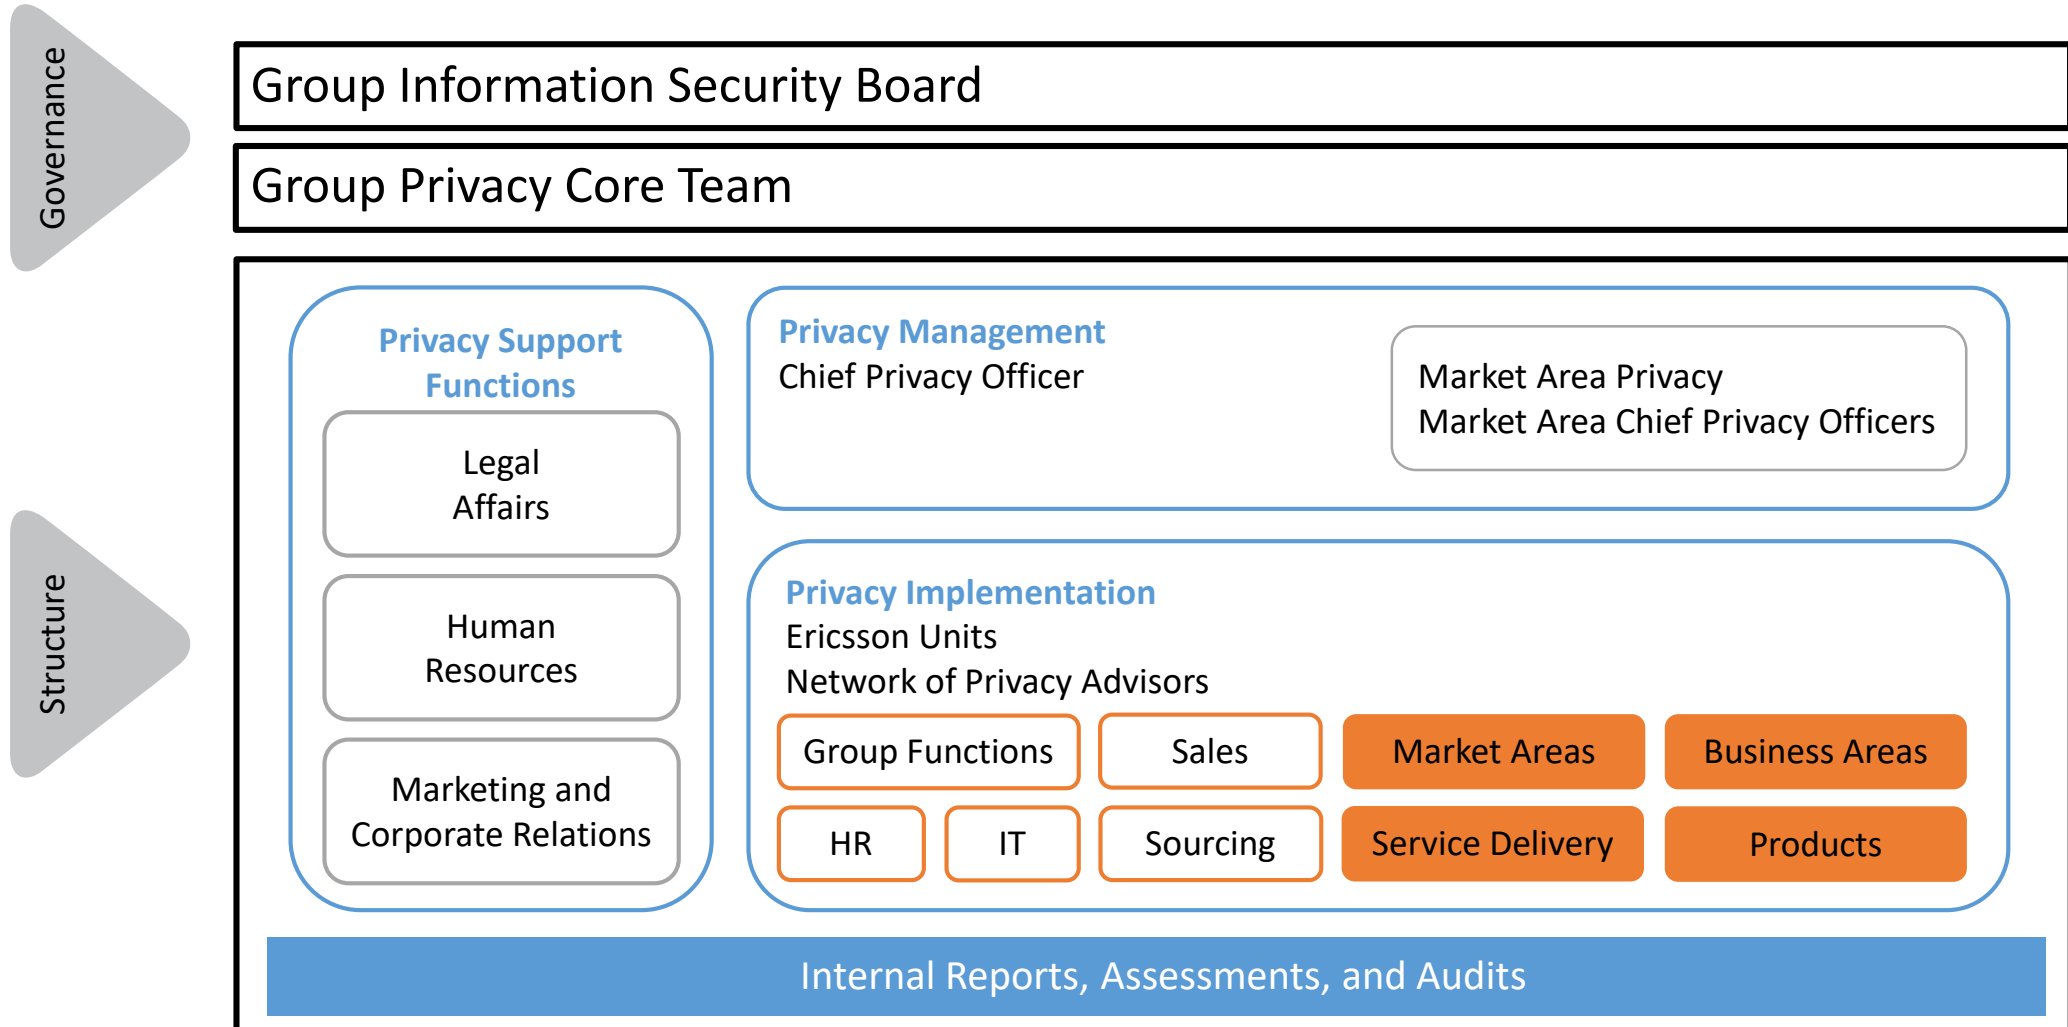 Governance
Group Information Security Board
Group Privacy Core Team
Structure
Privacy Support
Functions
Legal
Affairs
Human
Resources
Marketing and
Corporate Relations
Privacy Management
Chief Privacy Officer
Market Area Privacy
Market Area Chief Privacy Officers
Privacy Implementation
Ericsson Units
Network of Privacy Advisors
Group Functions
Sales
Market Areas
Business Areas
HR
IT
Sourcing
Service Delivery
Products
Internal Reports, Assessments, and Audits